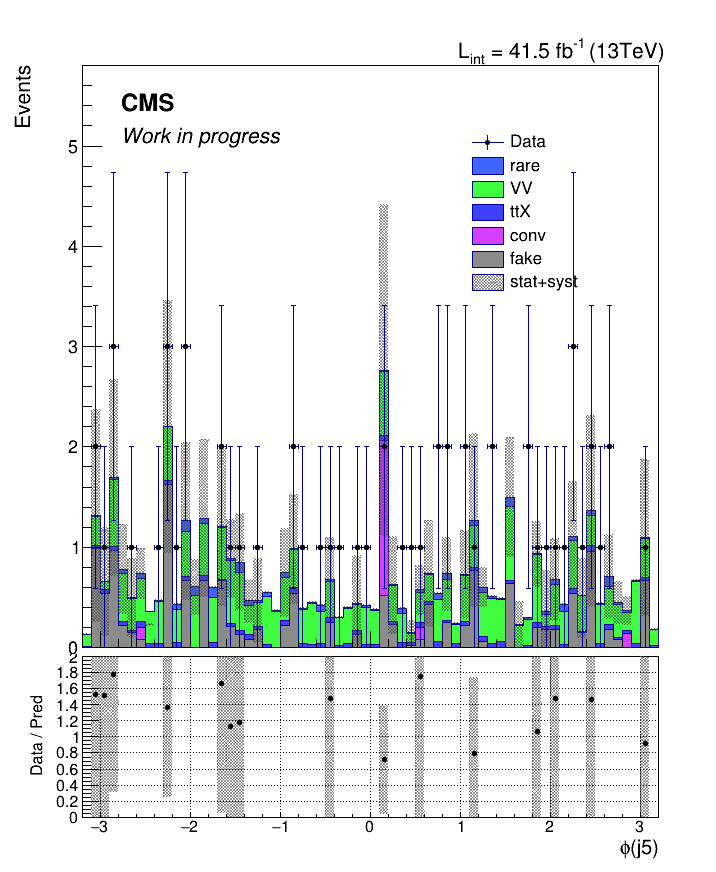 L_int = 41.5 fb⁻¹ (13TeV)
Events
CMS
Work in progress
Data
rare
VV
ttX
conv
fake
stat+syst
5
4
3
2
1
0
Data / Pred
2
1.8
1.6
1.4
1.2
1
0.8
0.6
0.4
0.2
0
−3 −2 −1 0 1 2 3
ϕ(j5)